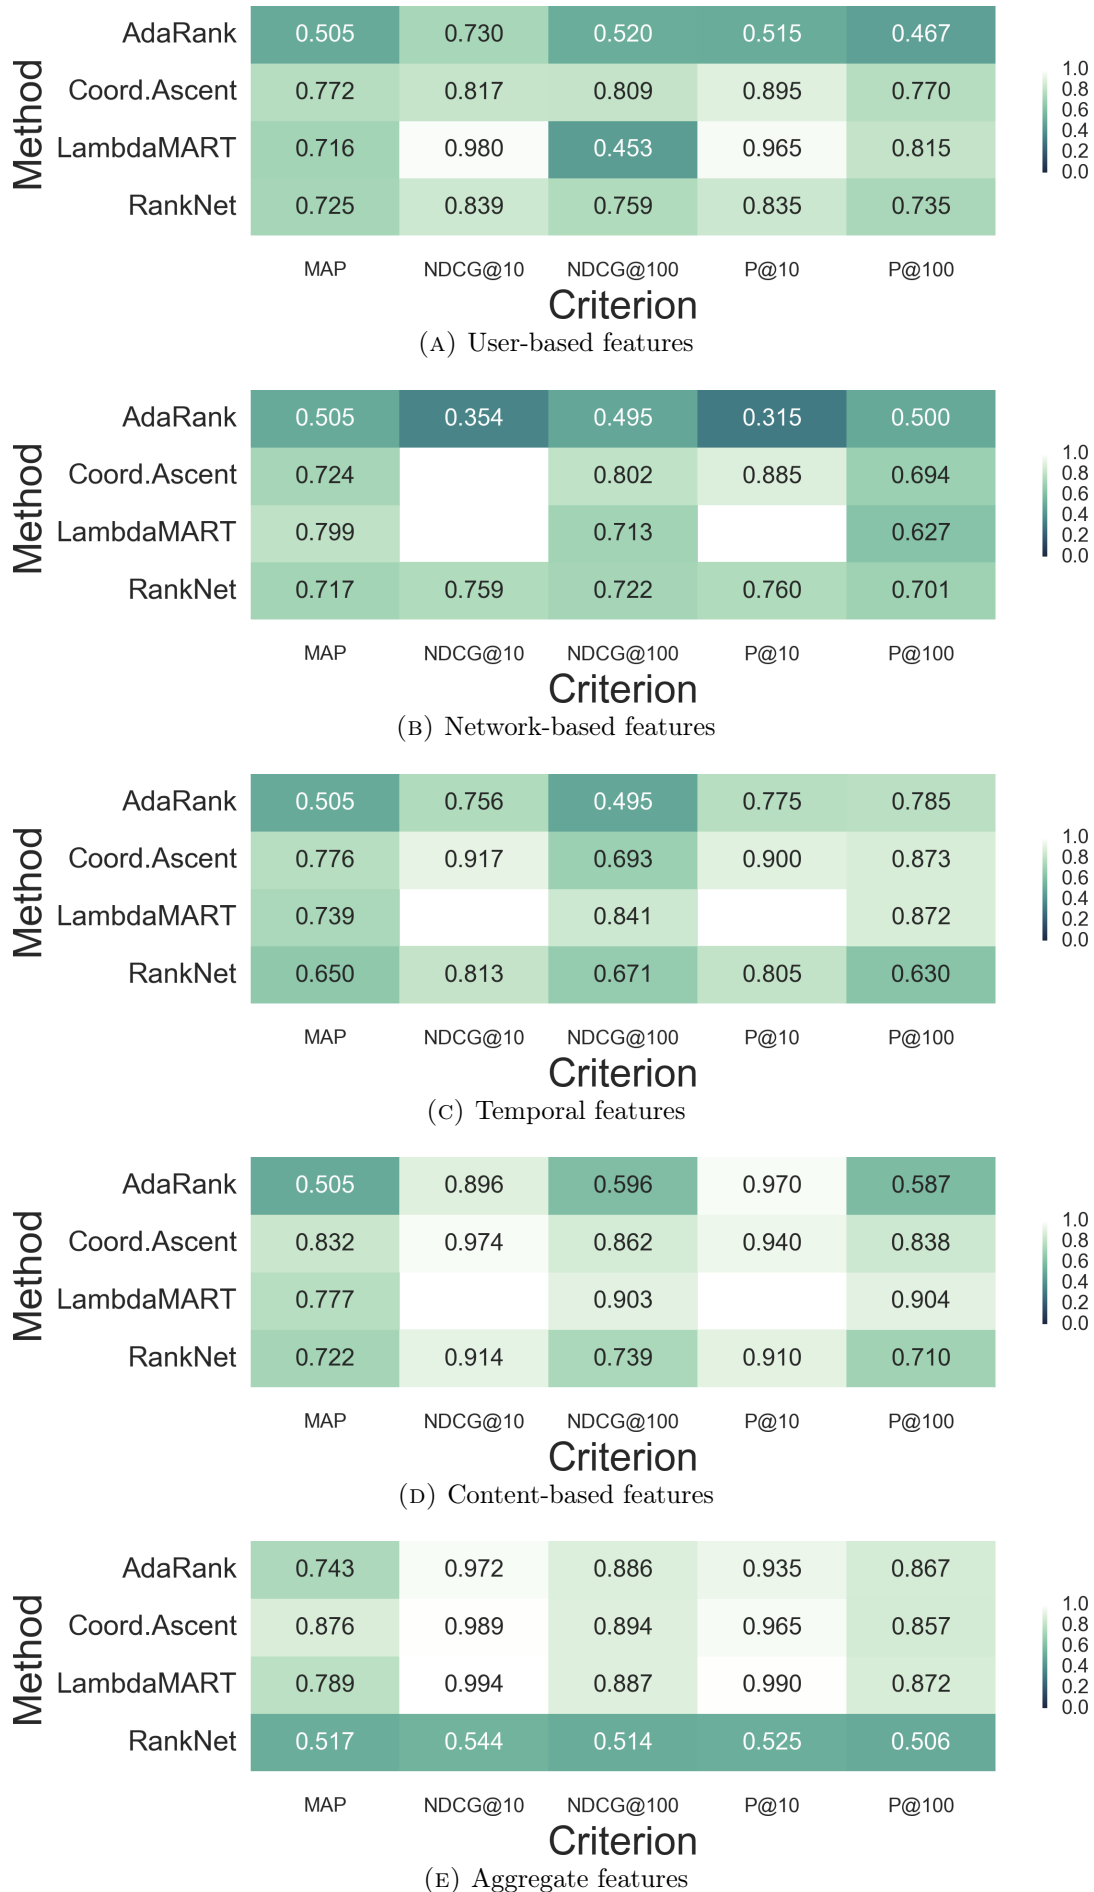 Method
AdaRank 0.505 0.730 0.520 0.515 0.467
Coord.Ascent 0.772 0.817 0.809 0.895 0.770
LambdaMART 0.716 0.980 0.453 0.965 0.815
RankNet 0.725 0.839 0.759 0.835 0.735
1.0
0.8
0.6
0.4
0.2
0.0
MAP NDCG@10 NDCG@100 P@10 P@100
Criterion
(A) User-based features
Method
AdaRank 0.505 0.354 0.495 0.315 0.500
Coord.Ascent 0.724 0.802 0.885 0.694
LambdaMART 0.799 0.713 0.627
RankNet 0.717 0.759 0.722 0.760 0.701
1.0
0.8
0.6
0.4
0.2
0.0
MAP NDCG@10 NDCG@100 P@10 P@100
Criterion
(B) Network-based features
Method
AdaRank 0.505 0.756 0.495 0.775 0.785
Coord.Ascent 0.776 0.917 0.693 0.900 0.873
LambdaMART 0.739 0.841 0.872
RankNet 0.650 0.813 0.671 0.805 0.630
1.0
0.8
0.6
0.4
0.2
0.0
MAP NDCG@10 NDCG@100 P@10 P@100
Criterion
(C) Temporal features
Method
AdaRank 0.505 0.896 0.596 0.970 0.587
Coord.Ascent 0.832 0.974 0.862 0.940 0.838
LambdaMART 0.777 0.903 0.904
RankNet 0.722 0.914 0.739 0.910 0.710
1.0
0.8
0.6
0.4
0.2
0.0
MAP NDCG@10 NDCG@100 P@10 P@100
Criterion
(D) Content-based features
Method
AdaRank 0.743 0.972 0.886 0.935 0.867
Coord.Ascent 0.876 0.989 0.894 0.965 0.857
LambdaMART 0.789 0.994 0.887 0.990 0.872
RankNet 0.517 0.544 0.514 0.525 0.506
1.0
0.8
0.6
0.4
0.2
0.0
MAP NDCG@10 NDCG@100 P@10 P@100
Criterion
(E) Aggregate features